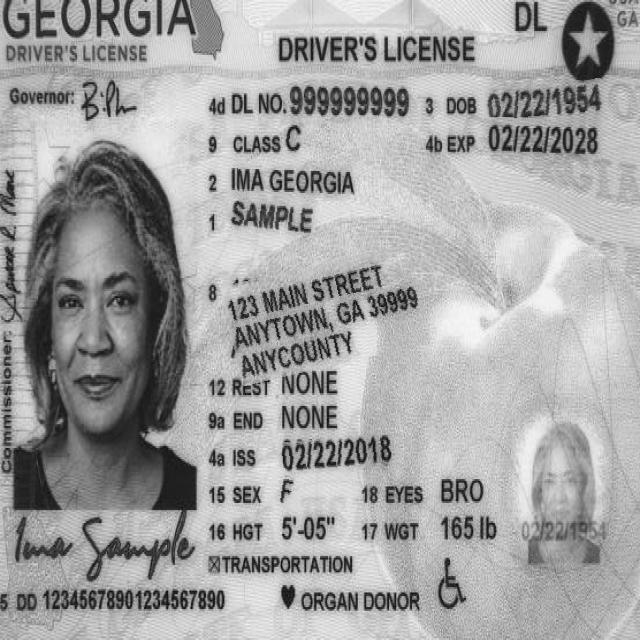 GEORGIA
DRIVER'S LICENSE
DRIVER'S LICENSE
DL
USA
GA
Governor:
4d DL NO. 999999999 3 DOB 02/22/1954
9 CLASS C 4b EXP 02/22/2028
2 IMA GEORGIA
1 SAMPLE
8 123 MAIN STREET
ANYTOWN, GA 39999
ANYCOUNTY
12 REST NONE
9a END NONE
4a ISS 02/22/2018
15 SEX F 18 EYES BRO
16 HGT 5'-05" 17 WGT 165 lb
TRANSPORTATION
ORGAN DONOR
Commissioner:
Ima Sample
5 DD 12345678901234567890
02/22/1954